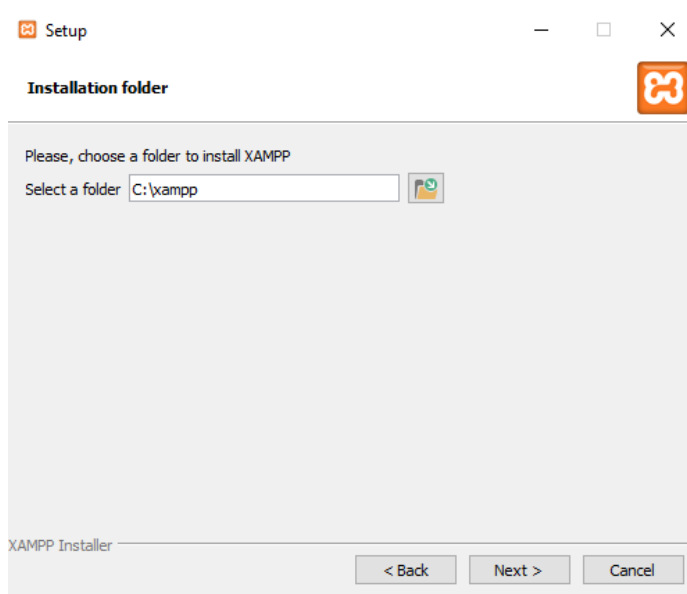 Setup
Installation folder
Please, choose a folder to install XAMPP
Select a folder C:\xampp
XAMPP Installer
< Back Next > Cancel